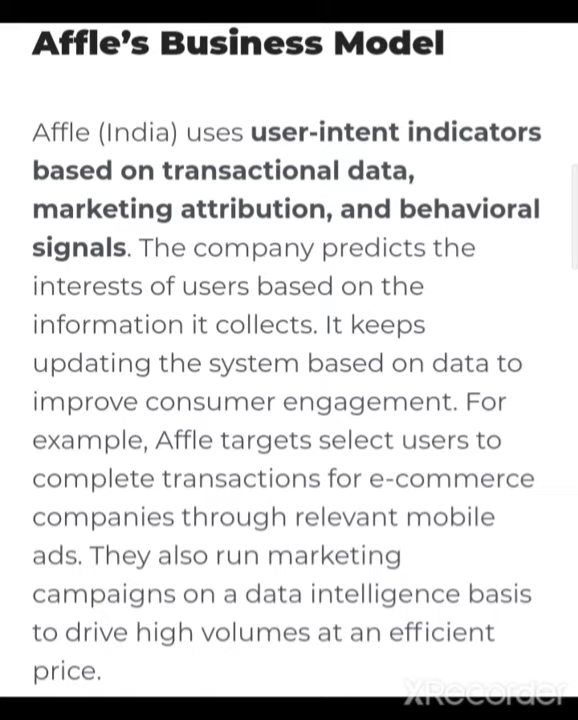 Affle's Business Model
Affle (India) uses user-intent indicators
based on transactional data,
marketing attribution, and behavioral
signals. The company predicts the
interests of users based on the
information it collects. It keeps
updating the system based on data to
improve consumer engagement. For
example, Affle targets select users to
complete transactions for e-commerce
companies through relevant mobile
ads. They also run marketing
campaigns on a data intelligence basis
to drive high volumes at an efficient
price.
XRecorder